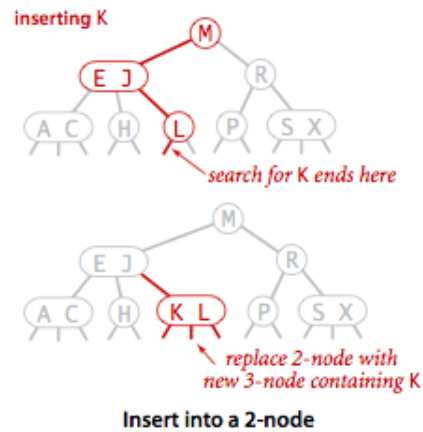 inserting K
M
E J
R
A C
H
L
P
S X
search for K ends here
M
E J
R
A C
H
K L
P
S X
replace 2-node with
new 3-node containing K
Insert into a 2-node